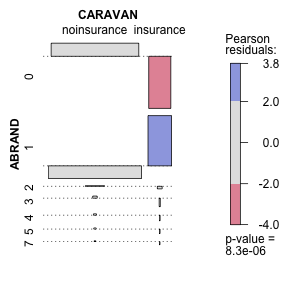 CARAVAN
noinsurance insurance
ABRAND
0
1
2
3
4
5
7
Pearson
residuals:
3.8
2.0
0.0
-2.0
-4.0
p-value =
8.3e-06